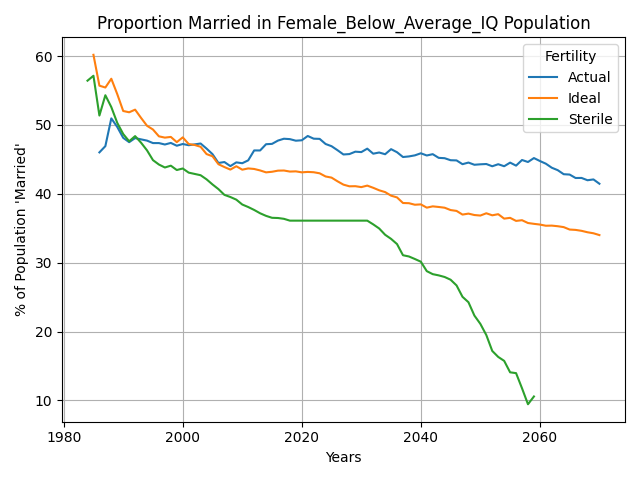 Proportion Married in Female_Below_Average_IQ Population
Fertility
Actual
Ideal
Sterile
% of Population 'Married'
60
50
40
30
20
10
1980
2000
2020
2040
2060
Years